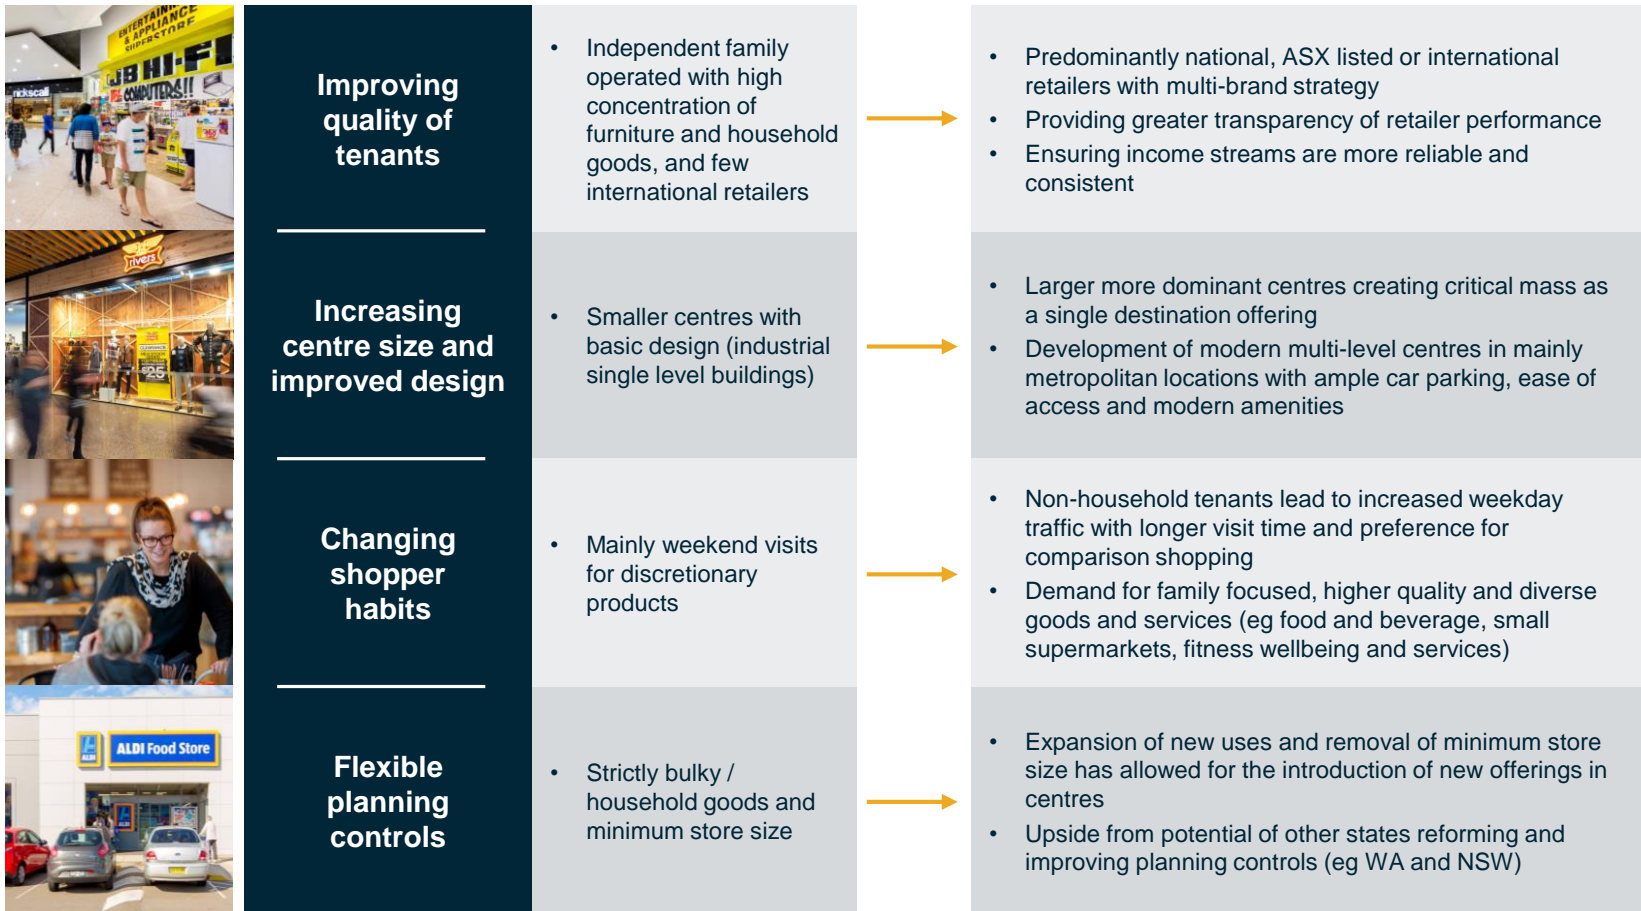 ENTERTAINMENT
& APPLIANCE
SUPERSTORE
JB HI-FI
COMPUTERS!!
nickscali
Improving
quality of
tenants
• Independent family
operated with high
concentration of
furniture and household
goods, and few
international retailers
• Predominantly national, ASX listed or international
retailers with multi-brand strategy
• Providing greater transparency of retailer performance
• Ensuring income streams are more reliable and
consistent
rivers
CLEARANCE
$25
Increasing
centre size and
improved design
• Smaller centres with
basic design (industrial
single level buildings)
• Larger more dominant centres creating critical mass as
a single destination offering
• Development of modern multi-level centres in mainly
metropolitan locations with ample car parking, ease of
access and modern amenities
Changing
shopper
habits
• Mainly weekend visits
for discretionary
products
• Non-household tenants lead to increased weekday
traffic with longer visit time and preference for
comparison shopping
• Demand for family focused, higher quality and diverse
goods and services (eg food and beverage, small
supermarkets, fitness wellbeing and services)
ALDI
ALDI Food Store
Flexible
planning
controls
• Strictly bulky /
household goods and
minimum store size
• Expansion of new uses and removal of minimum store
size has allowed for the introduction of new offerings in
centres
• Upside from potential of other states reforming and
improving planning controls (eg WA and NSW)